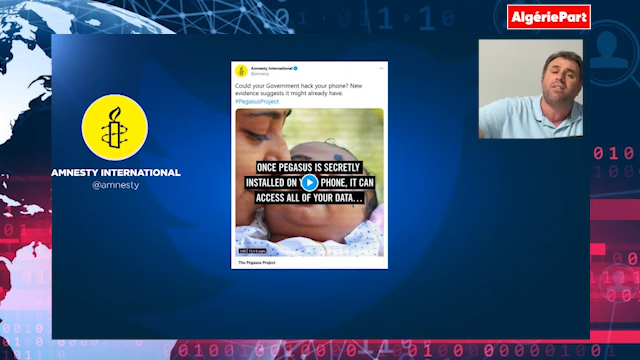 AlgériePart
Amnesty International
@amnesty
Could your Government hack your phone? New
evidence suggests it might already have.
#PegasusProject
ONCE PEGASUS IS SECRETLY
INSTALLED ON PHONE, IT CAN
ACCESS ALL OF YOUR DATA...
The Pegasus Project
AMNESTY INTERNATIONAL
@amnesty